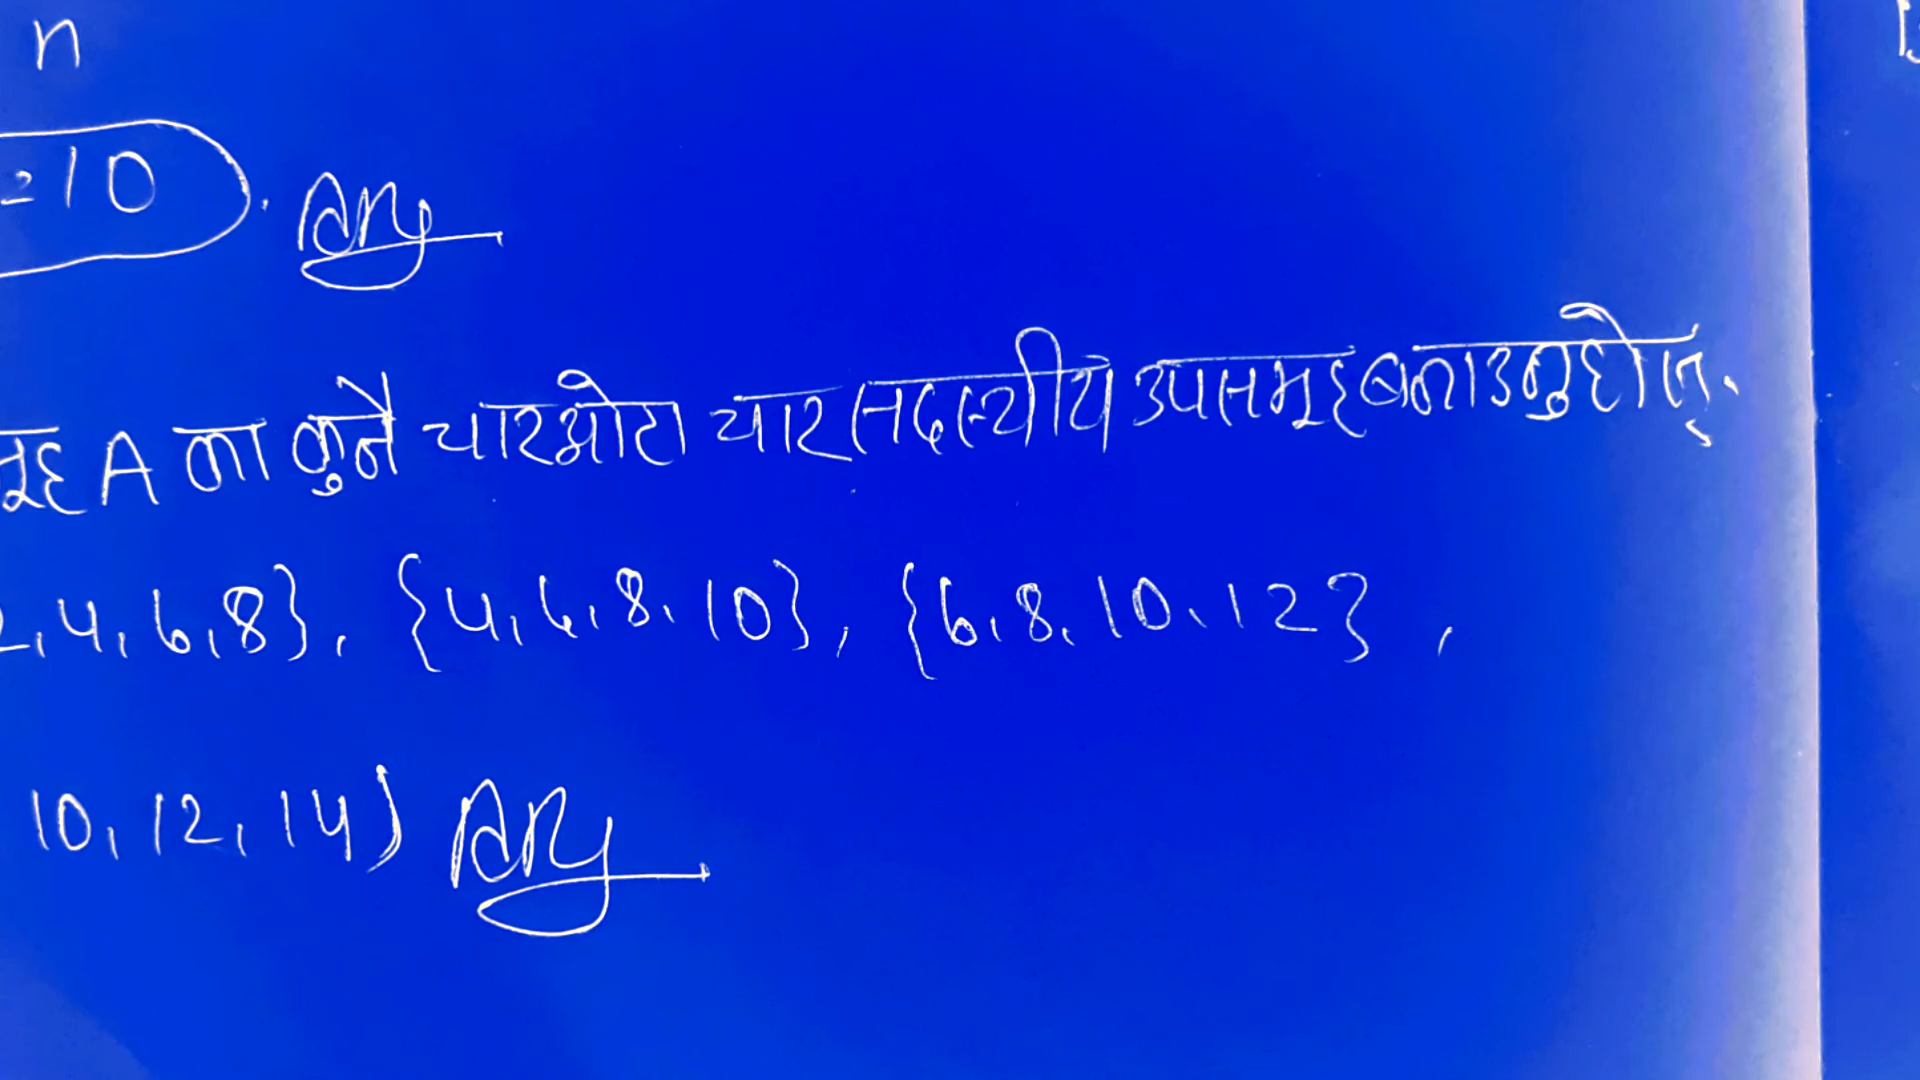 n
=10. Ans
मूह A का कुनै चारओटा चार सदस्यीय उपसमूह बनाउनुहोस्.
2,4,6,8}, {4,6,8,10}, {6,8,10,12},
10,12,14} Ans